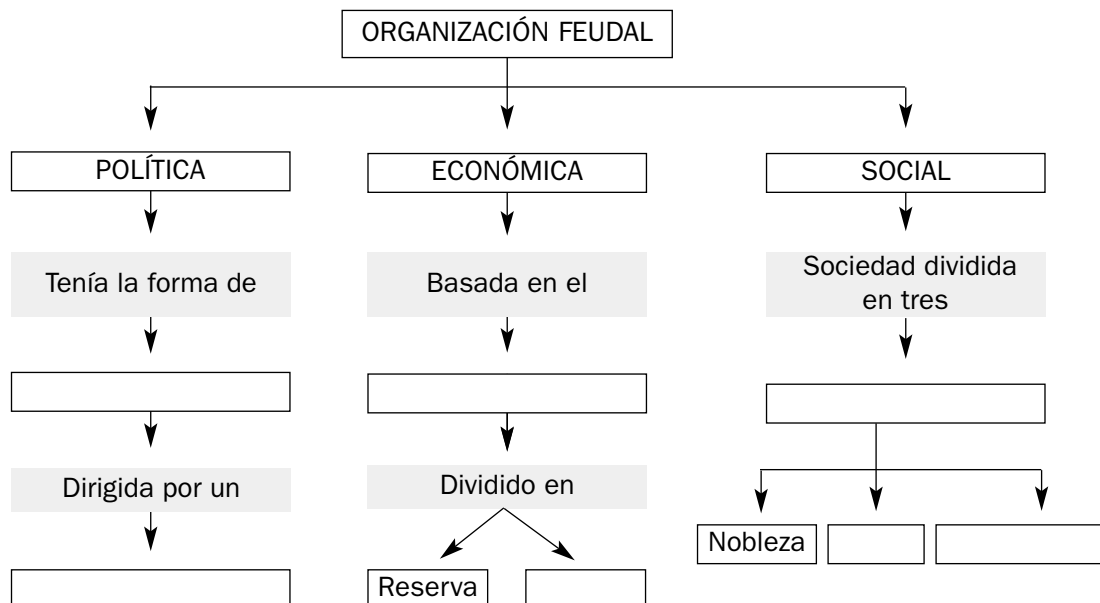 ORGANIZACIÓN FEUDAL
POLÍTICA
ECONÓMICA
SOCIAL
Tenía la forma de
Basada en el
Sociedad dividida
en tres
Dirigida por un
Dividido en
Nobleza
Reserva